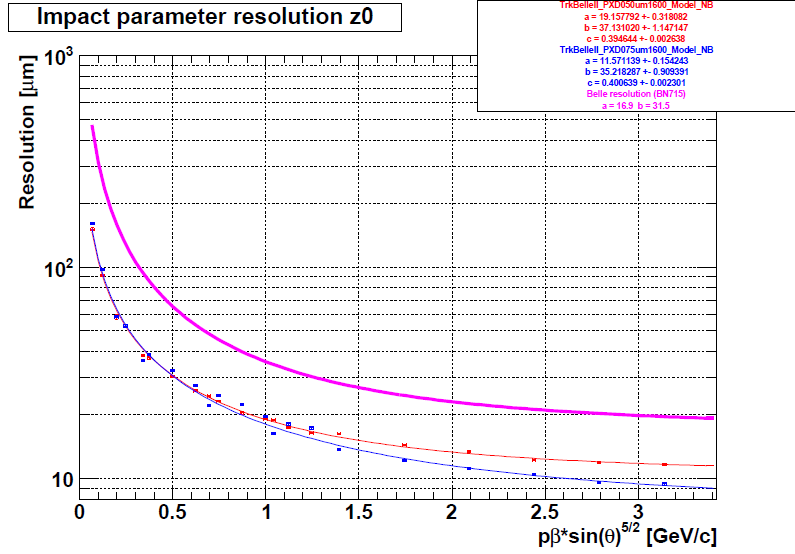 Impact parameter resolution z0
TrkBelleII_PXD050um1600_Model_NB
a = 19.157792 +- 0.318082
b = 37.131020 +- 1.147147
c = 0.394644 +- 0.002638
TrkBelleII_PXD075um1600_Model_NB
a = 11.571139 +- 0.154243
b = 35.218287 +- 0.909391
c = 0.400639 +- 0.002301
Belle resolution (BN715)
a = 16.9 b = 31.5
Resolution [μm]
10³
10²
10
0 0.5 1 1.5 2 2.5 3
pβ*sin(θ)^5/2 [GeV/c]